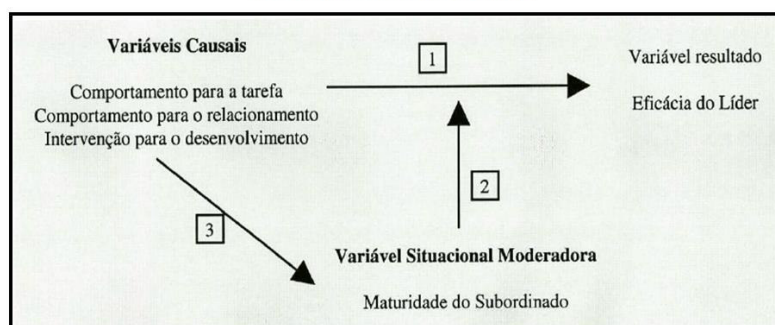 Variáveis Causais
Comportamento para a tarefa
Comportamento para o relacionamento
Intervenção para o desenvolvimento
1
Variável resultado
Eficácia do Líder
2
3
Variável Situacional Moderadora
Maturidade do Subordinado